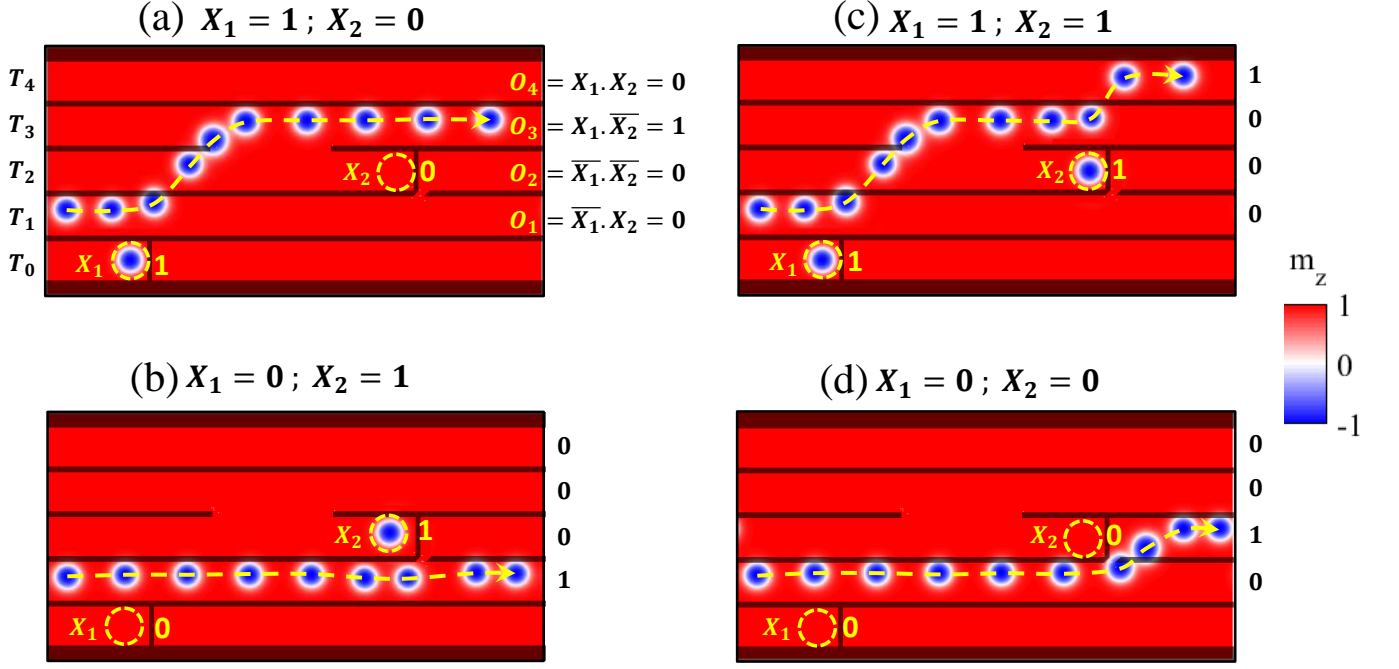 (a) X₁ = 1 ; X₂ = 0
T₄
O₄ = X₁.X₂ = 0
T₃
O₃ = X₁.X̅₂̅ = 1
T₂
X₂ 0
O₂ = X̅₁̅.X̅₂̅ = 0
T₁
O₁ = X̅₁̅.X₂ = 0
T₀
X₁ 1
(c) X₁ = 1 ; X₂ = 1
1
0
X₂ 1
0
0
X₁ 1
m_z
1
0
-1
(b) X₁ = 0 ; X₂ = 1
0
0
X₂ 1
0
1
X₁ 0
(d) X₁ = 0 ; X₂ = 0
0
0
X₂ 0
1
0
X₁ 0